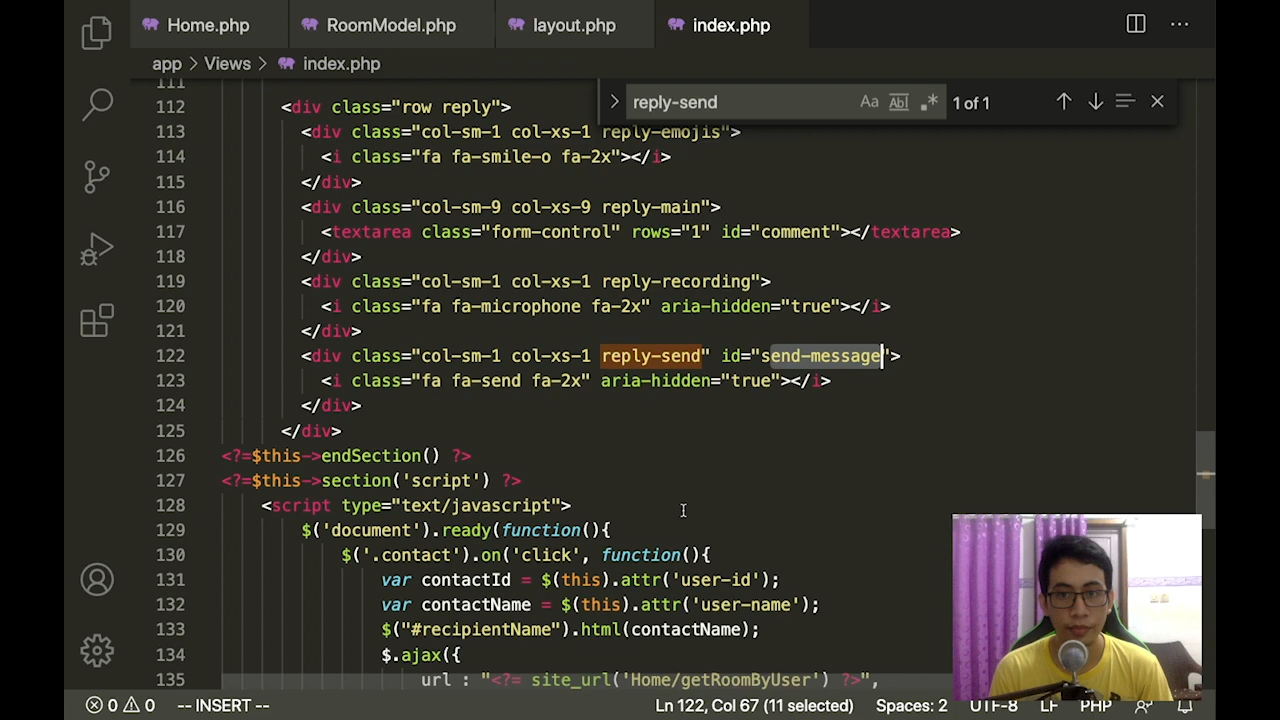 Home.php RoomModel.php layout.php index.php
app > Views > index.php
reply-send Aa Abl .* 1 of 1
111
112 <div class="row reply">
113 <div class="col-sm-1 col-xs-1 reply-emojis">
114 <i class="fa fa-smile-o fa-2x"></i>
115 </div>
116 <div class="col-sm-9 col-xs-9 reply-main">
117 <textarea class="form-control" rows="1" id="comment"></textarea>
118 </div>
119 <div class="col-sm-1 col-xs-1 reply-recording">
120 <i class="fa fa-microphone fa-2x" aria-hidden="true"></i>
121 </div>
122 <div class="col-sm-1 col-xs-1 reply-send" id="send-message">
123 <i class="fa fa-send fa-2x" aria-hidden="true"></i>
124 </div>
125 </div>
126 <?=$this->endSection() ?>
127 <?=$this->section('script') ?>
128 <script type="text/javascript">
129 $('document').ready(function(){
130 $('.contact').on('click', function(){
131 var contactId = $(this).attr('user-id');
132 var contactName = $(this).attr('user-name');
133 $("#recipientName").html(contactName);
134 $.ajax({
135 url : "<?= site_url('Home/getRoomByUser') ?>",
0 0 -- INSERT -- Ln 122, Col 67 (11 selected) Spaces: 2 UTF-8 LF PHP